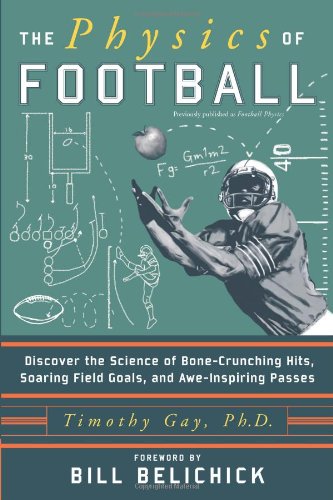 THE Physics OF
FOOTBALL
Previously published as Football Physics
Fg = Gm1m2
r2
40
Discover the Science of Bone-Crunching Hits,
Soaring Field Goals, and Awe-Inspiring Passes
Timothy Gay, Ph.D.
FOREWORD BY
BILL BELICHICK